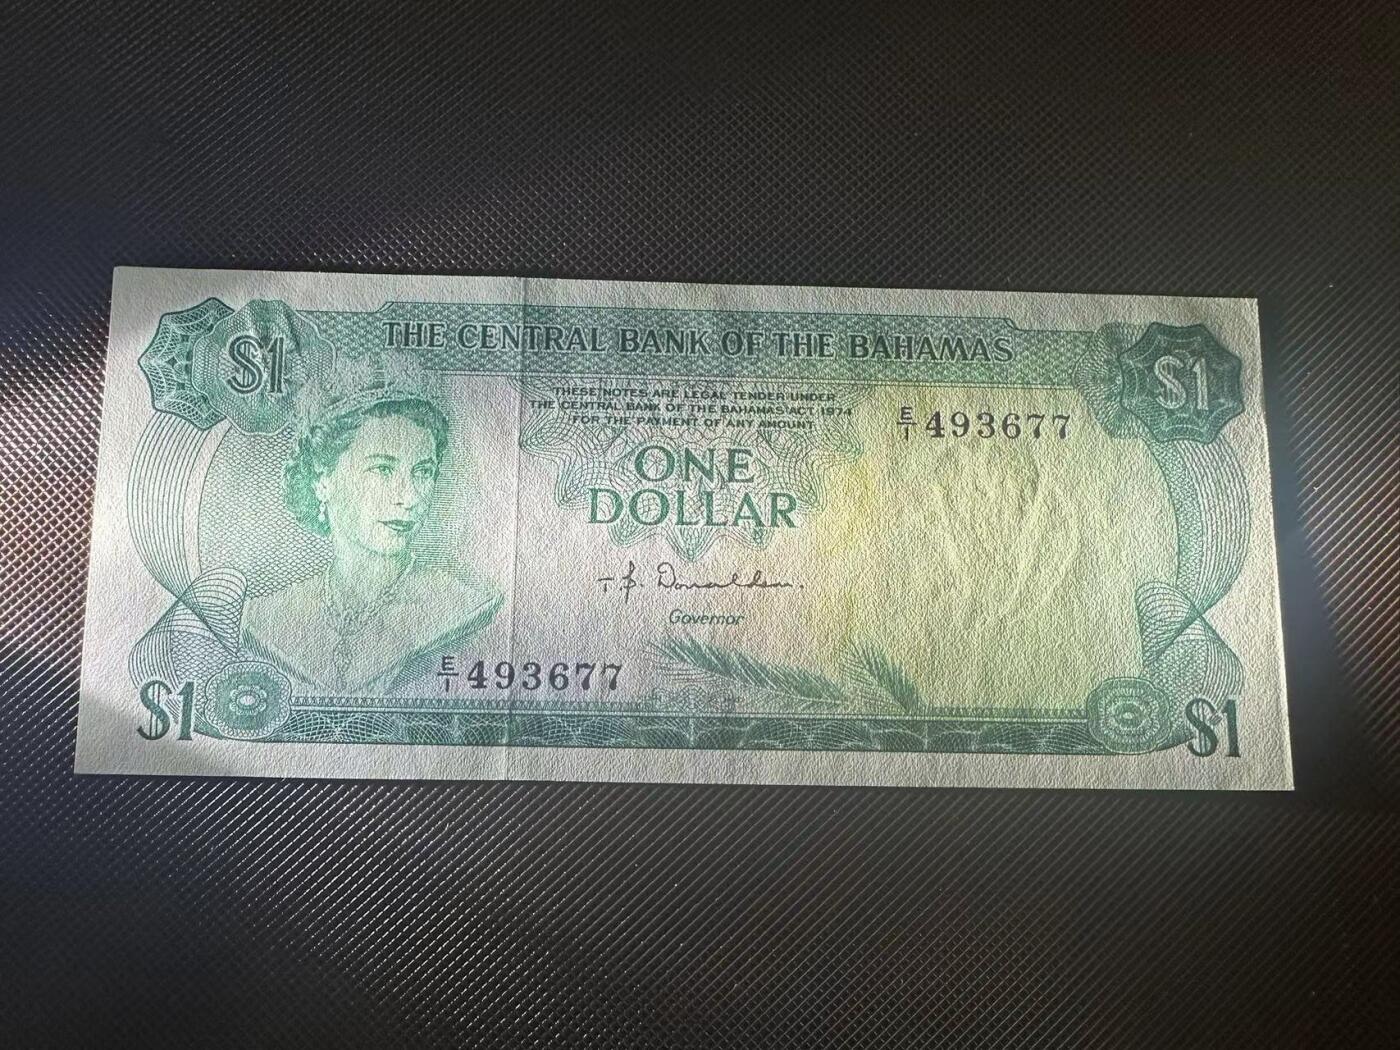 THE CENTRAL BANK OF THE BAHAMAS
$1
$1
THESE NOTES ARE LEGAL TENDER UNDER
THE CENTRAL BANK OF THE BAHAMAS ACT 1974
FOR THE PAYMENT OF ANY AMOUNT
E/1 493677
ONE
DOLLAR
T. B. Donaldson.
Governor
E/1 493677
$1
$1